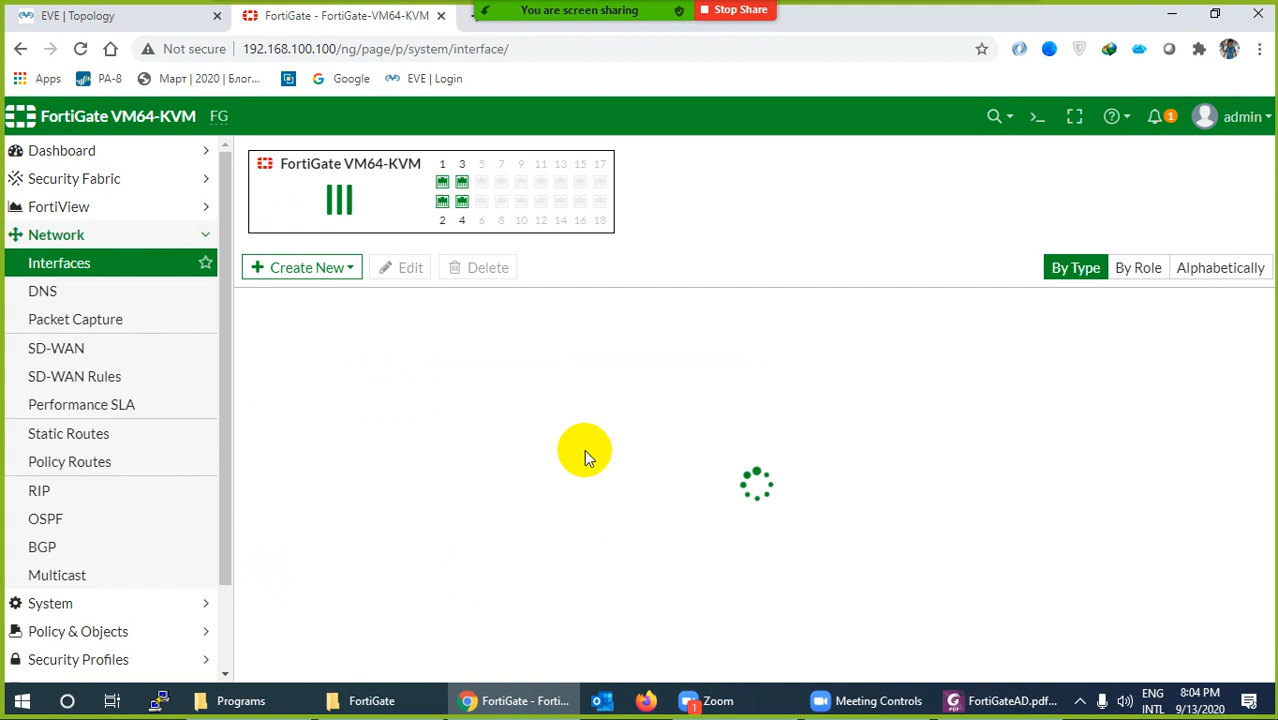 EVE | Topology
FortiGate - FortiGate-VM64-KVM
You are screen sharing
Stop Share
Not secure
192.168.100.100/ng/page/p/system/interface/
Apps
PA-8
Март | 2020 | Блог...
Google
EVE | Login
FortiGate VM64-KVM
FG
1
admin
Dashboard
Security Fabric
FortiView
Network
Interfaces
DNS
Packet Capture
SD-WAN
SD-WAN Rules
Performance SLA
Static Routes
Policy Routes
RIP
OSPF
BGP
Multicast
System
Policy & Objects
Security Profiles
FortiGate VM64-KVM
1 3 5 7 9 11 13 15 17
2 4 6 8 10 12 14 16 18
Create New
Edit
Delete
By Type
By Role
Alphabetically
Programs
FortiGate
FortiGate - Forti...
1
Zoom
Meeting Controls
FortiGateAD.pdf...
ENG
INTL
8:04 PM
9/13/2020